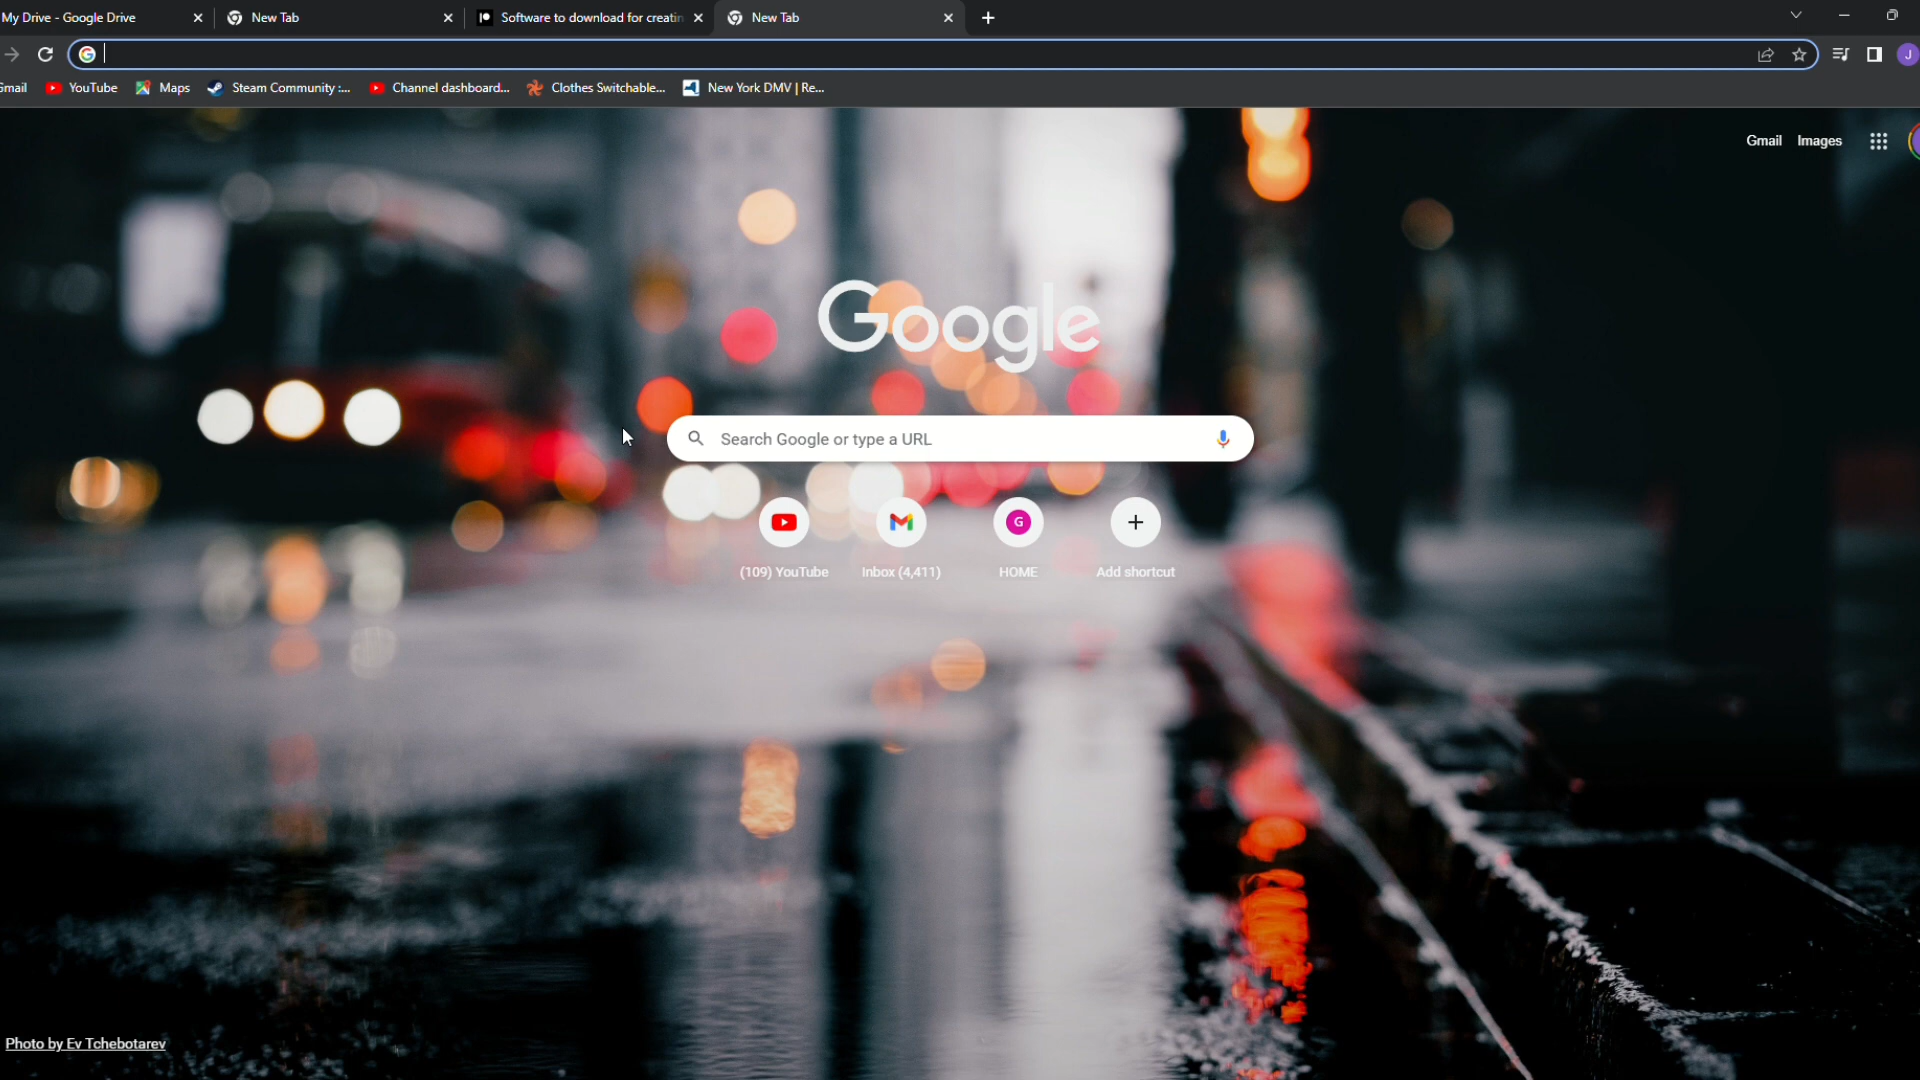 My Drive - Google Drive
New Tab
Software to download for creatin
New Tab
Gmail
YouTube
Maps
Steam Community :...
Channel dashboard...
Clothes Switchable...
New York DMV | Re...
J
Gmail
Images
Google
Search Google or type a URL
G
(109) YouTube
Inbox (4,411)
HOME
Add shortcut
Photo by Ev Tchebotarev